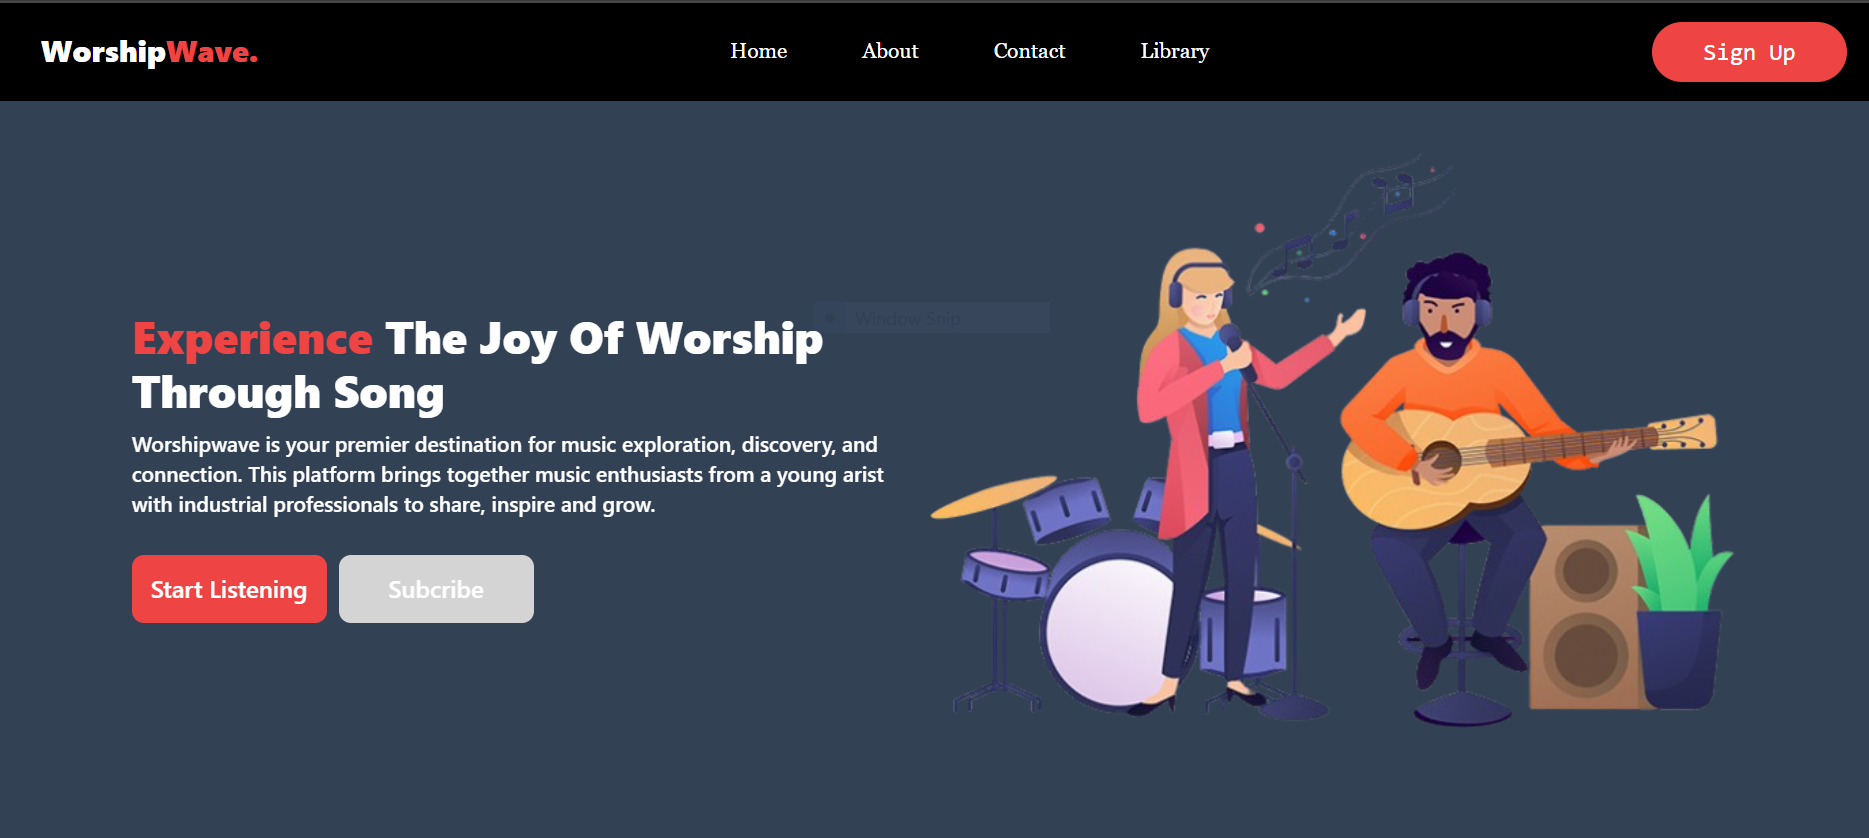 WorshipWave.
Home
About
Contact
Library
Sign Up
Window Snip
Experience The Joy Of Worship
Through Song
Worshipwave is your premier destination for music exploration, discovery, and
connection. This platform brings together music enthusiasts from a young arist
with industrial professionals to share, inspire and grow.
Start Listening
Subcribe